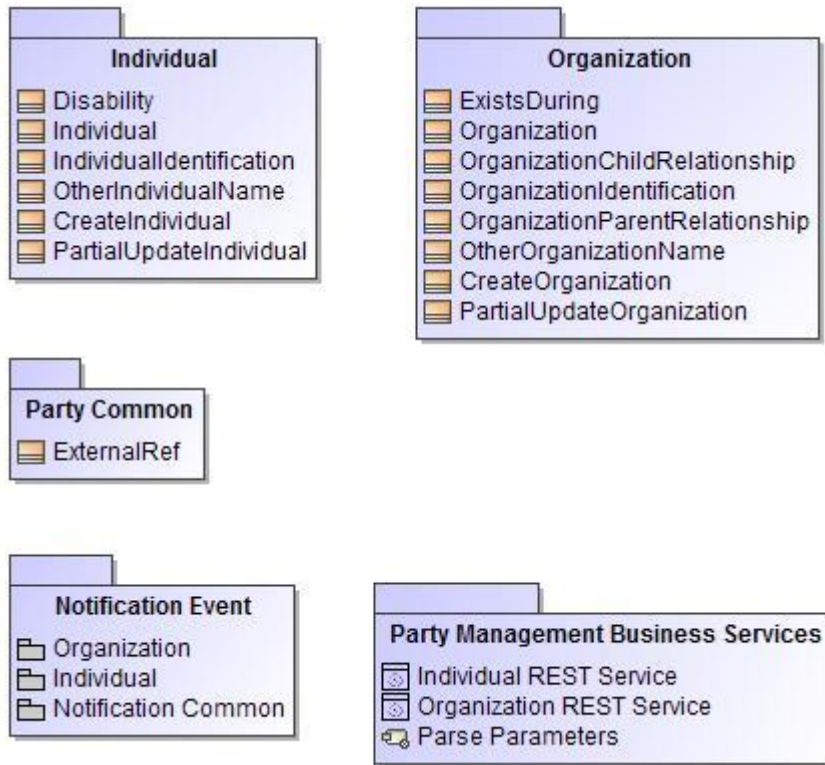 Individual
Disability
Individual
IndividualIdentification
OtherIndividualName
CreateIndividual
PartialUpdateIndividual
Organization
ExistsDuring
Organization
OrganizationChildRelationship
OrganizationIdentification
OrganizationParentRelationship
OtherOrganizationName
CreateOrganization
PartialUpdateOrganization
Party Common
ExternalRef
Notification Event
Organization
Individual
Notification Common
Party Management Business Services
Individual REST Service
Organization REST Service
Parse Parameters